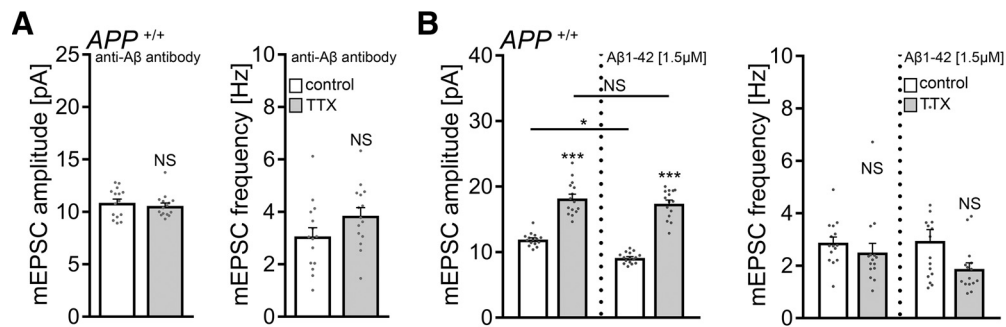 A
APP +/+
anti-Aβ antibody
mEPSC amplitude [pA]
25
20
15
10
5
0
NS
anti-Aβ antibody
control
TTX
mEPSC frequency [Hz]
10
8
6
4
2
0
NS
B
APP +/+
Aβ1-42 [1.5µM]
mEPSC amplitude [pA]
40
30
20
10
0
NS
*
***
***
Aβ1-42 [1.5µM]
control
TTX
mEPSC frequency [Hz]
10
8
6
4
2
0
NS
NS